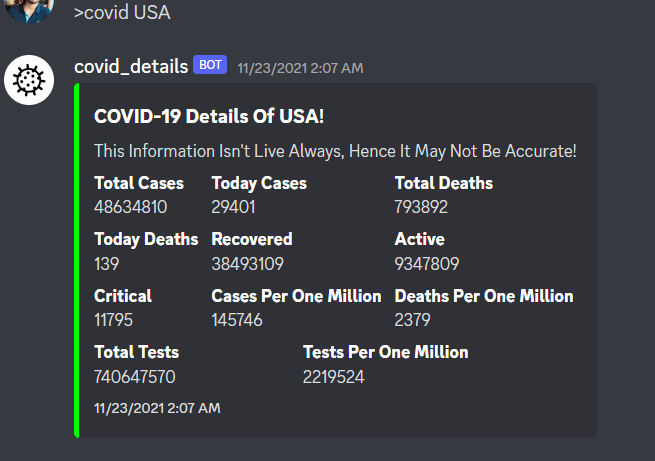 >covid USA
covid_details BOT 11/23/2021 2:07 AM
COVID-19 Details Of USA!
This Information Isn't Live Always, Hence It May Not Be Accurate!
Total Cases Today Cases Total Deaths
48634810 29401 793892
Today Deaths Recovered Active
139 38493109 9347809
Critical Cases Per One Million Deaths Per One Million
11795 145746 2379
Total Tests Tests Per One Million
740647570 2219524
11/23/2021 2:07 AM